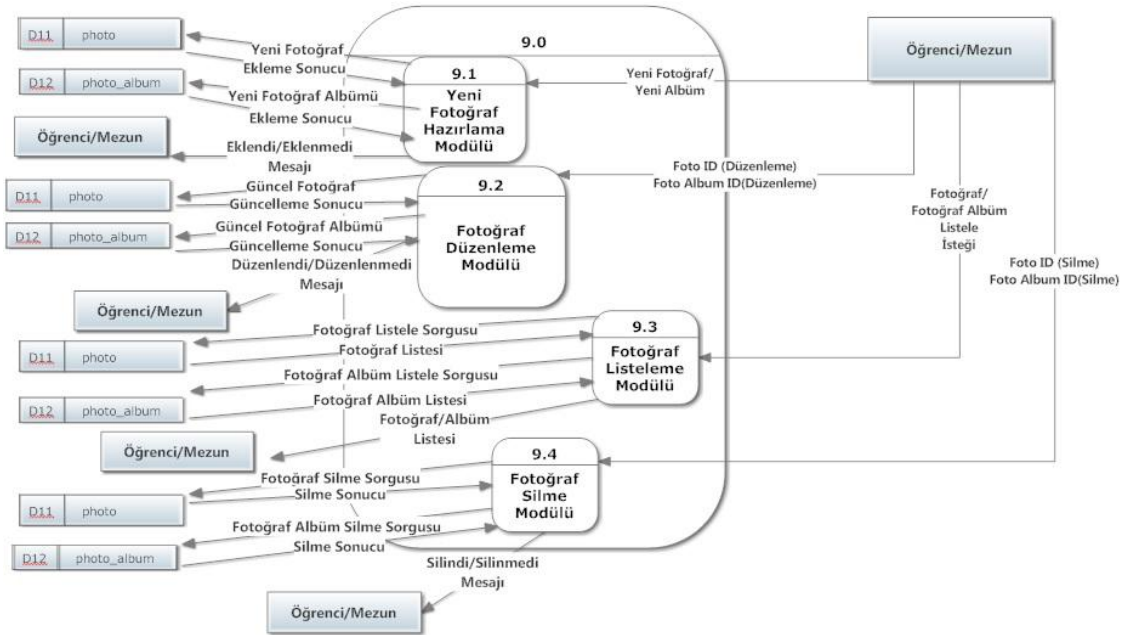 9.0
Öğrenci/Mezun
D11 photo
Yeni Fotoğraf
Ekleme Sonucu
D12 photo_album
Yeni Fotoğraf Albümü
Ekleme Sonucu
Öğrenci/Mezun
Eklendi/Eklenmedi
Mesajı
9.1
Yeni
Fotoğraf
Hazırlama
Modülü
Yeni Fotoğraf/
Yeni Albüm
D11 photo
Güncel Fotoğraf
Güncelleme Sonucu
D12 photo_album
Güncel Fotoğraf Albümü
Güncelleme Sonucu
Düzenlendi/Düzenlenmedi
Mesajı
Öğrenci/Mezun
9.2
Fotoğraf
Düzenleme
Modülü
Foto ID (Düzenleme)
Foto Album ID(Düzenleme)
Fotoğraf/
Fotoğraf Albüm
Listele
İsteği
Foto ID (Silme)
Foto Album ID(Silme)
D11 photo
Fotoğraf Listele Sorgusu
Fotoğraf Listesi
Fotoğraf Albüm Listele Sorgusu
D12 photo_album
Fotoğraf Albüm Listesi
Fotoğraf/Albüm
Listesi
Öğrenci/Mezun
9.3
Fotoğraf
Listeleme
Modülü
9.4
Fotoğraf
Silme
Modülü
Fotoğraf Silme Sorgusu
Silme Sonucu
D11 photo
Fotoğraf Albüm Silme Sorgusu
Silme Sonucu
D12 photo_album
Silindi/Silinmedi
Mesajı
Öğrenci/Mezun